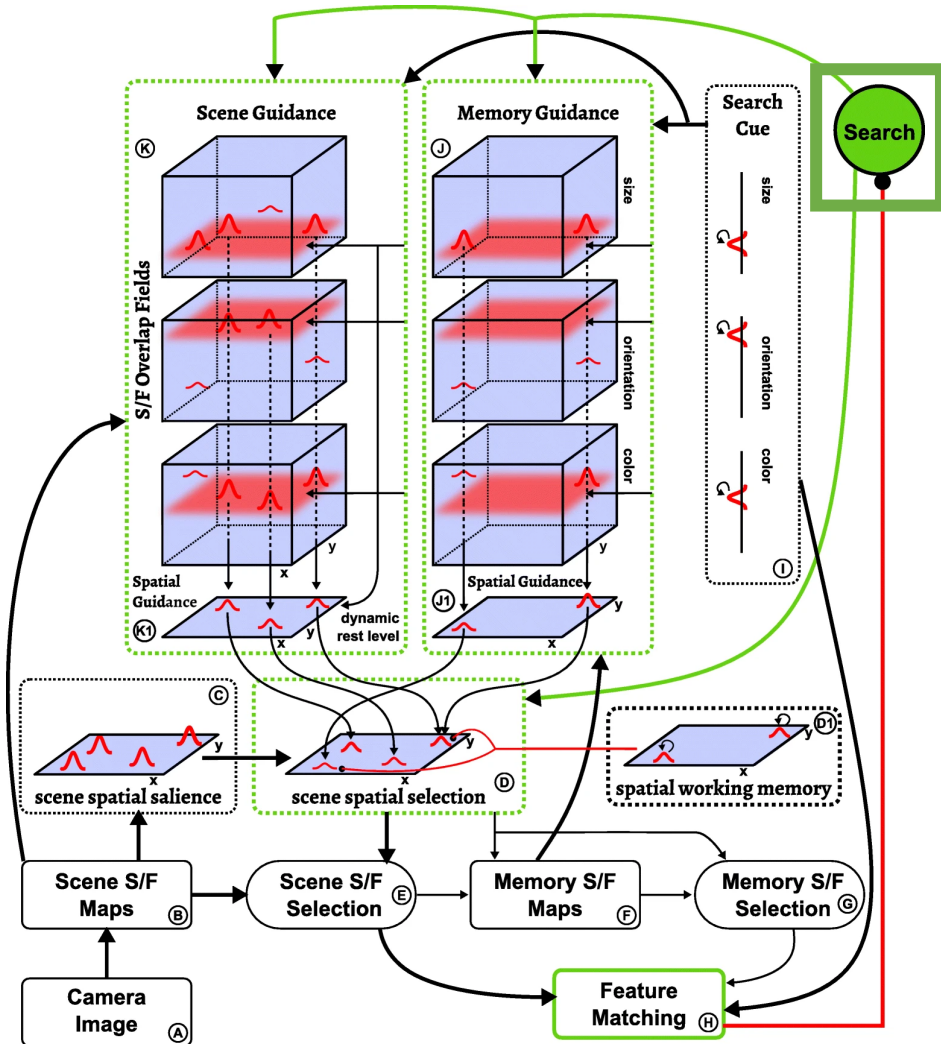 Scene Guidance
Memory Guidance
Search
Cue
Search
K
J
size
size
S/F Overlap Fields
orientation
orientation
color
color
y
x
y
I
Spatial
Guidance
Spatial Guidance
K1
J1
dynamic
rest level
y
x
y
x
C
y
x
scene spatial salience
y
x
scene spatial selection
D
D1
y
x
spatial working memory
Scene S/F
Maps
B
Scene S/F
Selection
E
Memory S/F
Maps
F
Memory S/F
Selection
G
Camera
Image
A
Feature
Matching
H